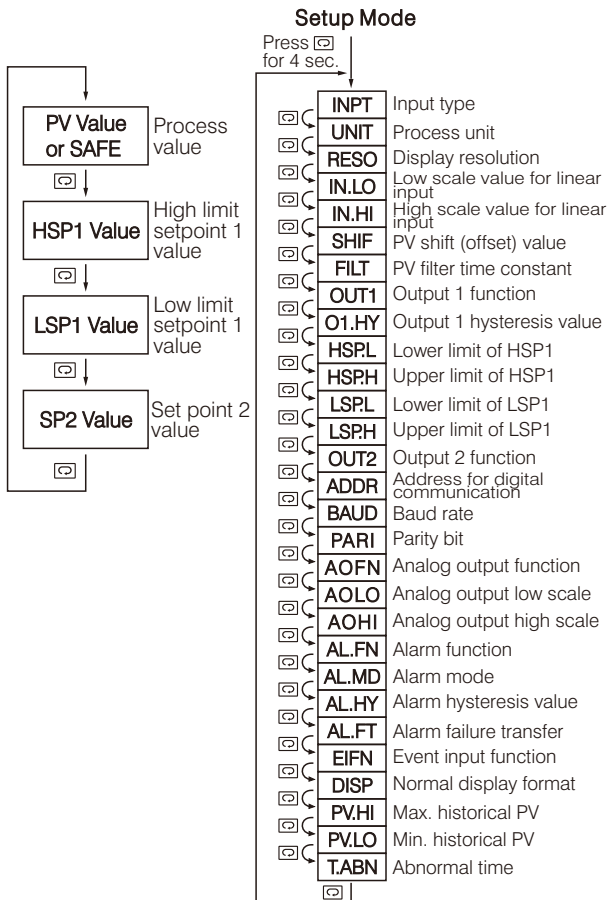 Setup Mode
Press
for 4 sec.
PV Value
or SAFE
Process
value
HSP1 Value
High limit
setpoint 1
value
LSP1 Value
Low limit
setpoint 1
value
SP2 Value
Set point 2
value
INPT Input type
UNIT Process unit
RESO Display resolution
IN.LO Low scale value for linear
input
IN.HI High scale value for linear
input
SHIF PV shift (offset) value
FILT PV filter time constant
OUT1 Output 1 function
O1.HY Output 1 hysteresis value
HSP.L Lower limit of HSP1
HSP.H Upper limit of HSP1
LSP.L Lower limit of LSP1
LSP.H Upper limit of LSP1
OUT2 Output 2 function
ADDR Address for digital
communication
BAUD Baud rate
PARI Parity bit
AOFN Analog output function
AOLO Analog output low scale
AOHI Analog output high scale
AL.FN Alarm function
AL.MD Alarm mode
AL.HY Alarm hysteresis value
AL.FT Alarm failure transfer
EIFN Event input function
DISP Normal display format
PV.HI Max. historical PV
PV.LO Min. historical PV
T.ABN Abnormal time